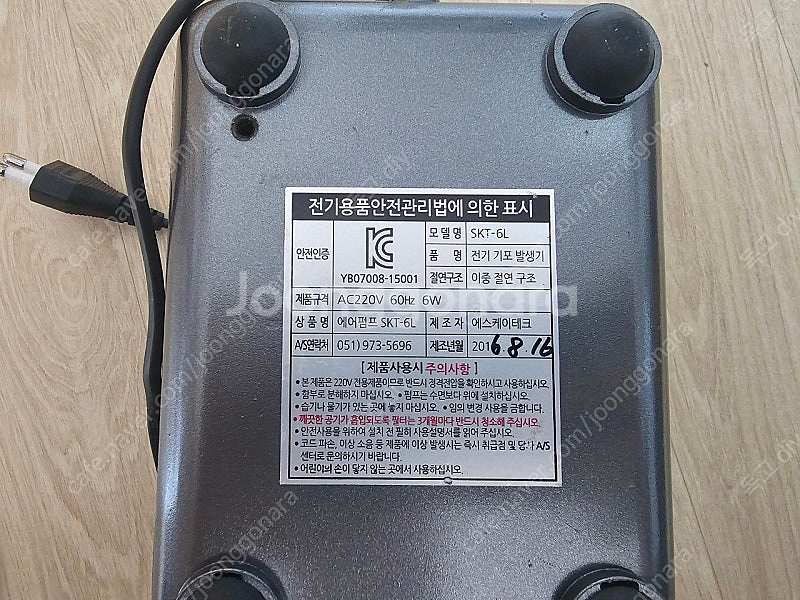 전기용품안전관리법에 의한 표시
안전인증
YB07008-15001
모델명 SKT-6L
품 명 전기 기포 발생기
절연구조 이중 절연 구조
제품규격 AC220V 60Hz 6W
상 품 명 에어펌프 SKT-6L 제 조 자 에스케이테크
A/S연락처 051) 973-5696 제조년월 2016.8.16
[ 제품사용시 주의사항 ]
• 본 제품은 220V 전용제품이므로 반드시 정격전압을 확인하시고 사용하십시오.
• 함부로 분해하지 마십시오. • 펌프는 수면보다 위에 설치하십시오.
• 습기나 물기가 있는 곳에 놓지 마십시오. • 임의 변경 사용을 금합니다.
• 깨끗한 공기가 흡입되도록 필터는 3개월마다 반드시 청소해 주십시오.
• 안전사용을 위하여 설치 전 필히 사용설명서를 읽어 주십시오.
• 코드 파손, 이상 소음 등 제품에 이상 발생시는 즉시 취급점 및 당사 A/S
센터로 문의하시기 바랍니다.
• 어린이의 손이 닿지 않는 곳에서 사용하십시오.
Joonggonara
cafe.naver.com/joonggonara